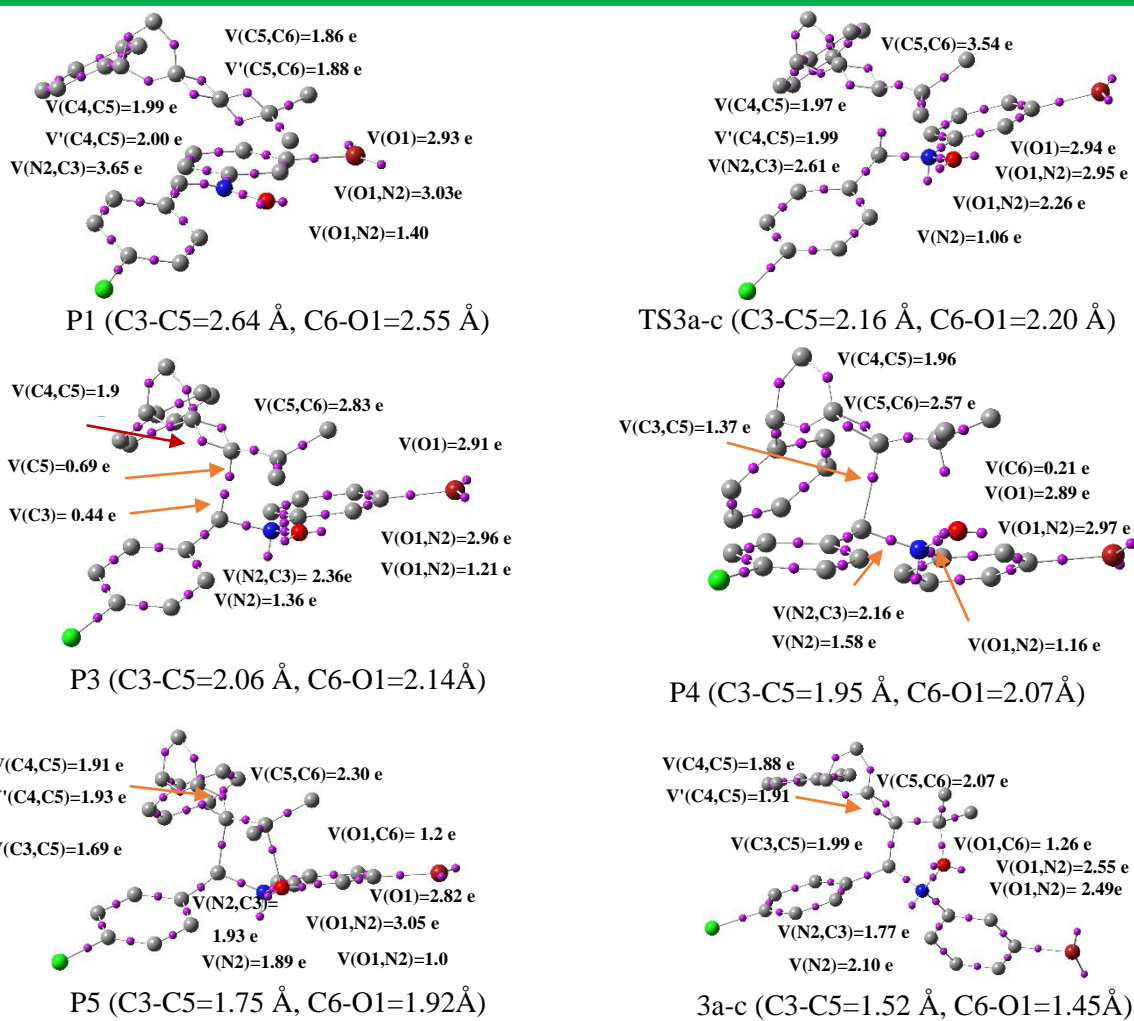 V(C5,C6)=1.86 e
V'(C5,C6)=1.88 e
V(C4,C5)=1.99 e
V'(C4,C5)=2.00 e
V(N2,C3)=3.65 e
V(O1)=2.93 e
V(O1,N2)=3.03e
V(O1,N2)=1.40
P1 (C3-C5=2.64 Å, C6-O1=2.55 Å)
V(C5,C6)=3.54 e
V(C4,C5)=1.97 e
V'(C4,C5)=1.99
V(N2,C3)=2.61 e
V(O1)=2.94 e
V(O1,N2)=2.95 e
V(O1,N2)=2.26 e
V(N2)=1.06 e
TS3a-c (C3-C5=2.16 Å, C6-O1=2.20 Å)
V(C4,C5)=1.9
V(C5,C6)=2.83 e
V(O1)=2.91 e
V(C5)=0.69 e
V(C3)= 0.44 e
V(O1,N2)=2.96 e
V(O1,N2)=1.21 e
V(N2,C3)= 2.36e
V(N2)=1.36 e
P3 (C3-C5=2.06 Å, C6-O1=2.14Å)
V(C4,C5)=1.96
V(C5,C6)=2.57 e
V(C3,C5)=1.37 e
V(C6)=0.21 e
V(O1)=2.89 e
V(O1,N2)=2.97 e
V(N2,C3)=2.16 e
V(N2)=1.58 e
V(O1,N2)=1.16 e
P4 (C3-C5=1.95 Å, C6-O1=2.07Å)
V(C4,C5)=1.91 e
V'(C4,C5)=1.93 e
V(C5,C6)=2.30 e
V(O1,C6)= 1.2 e
V(C3,C5)=1.69 e
V(N2,C3)=
1.93 e
V(N2)=1.89 e
V(O1)=2.82 e
V(O1,N2)=3.05 e
V(O1,N2)=1.0
P5 (C3-C5=1.75 Å, C6-O1=1.92Å)
V(C4,C5)=1.88 e
V'(C4,C5)=1.91
V(C5,C6)=2.07 e
V(C3,C5)=1.99 e
V(O1,C6)= 1.26 e
V(O1,N2)=2.55 e
V(O1,N2)= 2.49e
V(N2,C3)=1.77 e
V(N2)=2.10 e
3a-c (C3-C5=1.52 Å, C6-O1=1.45Å)